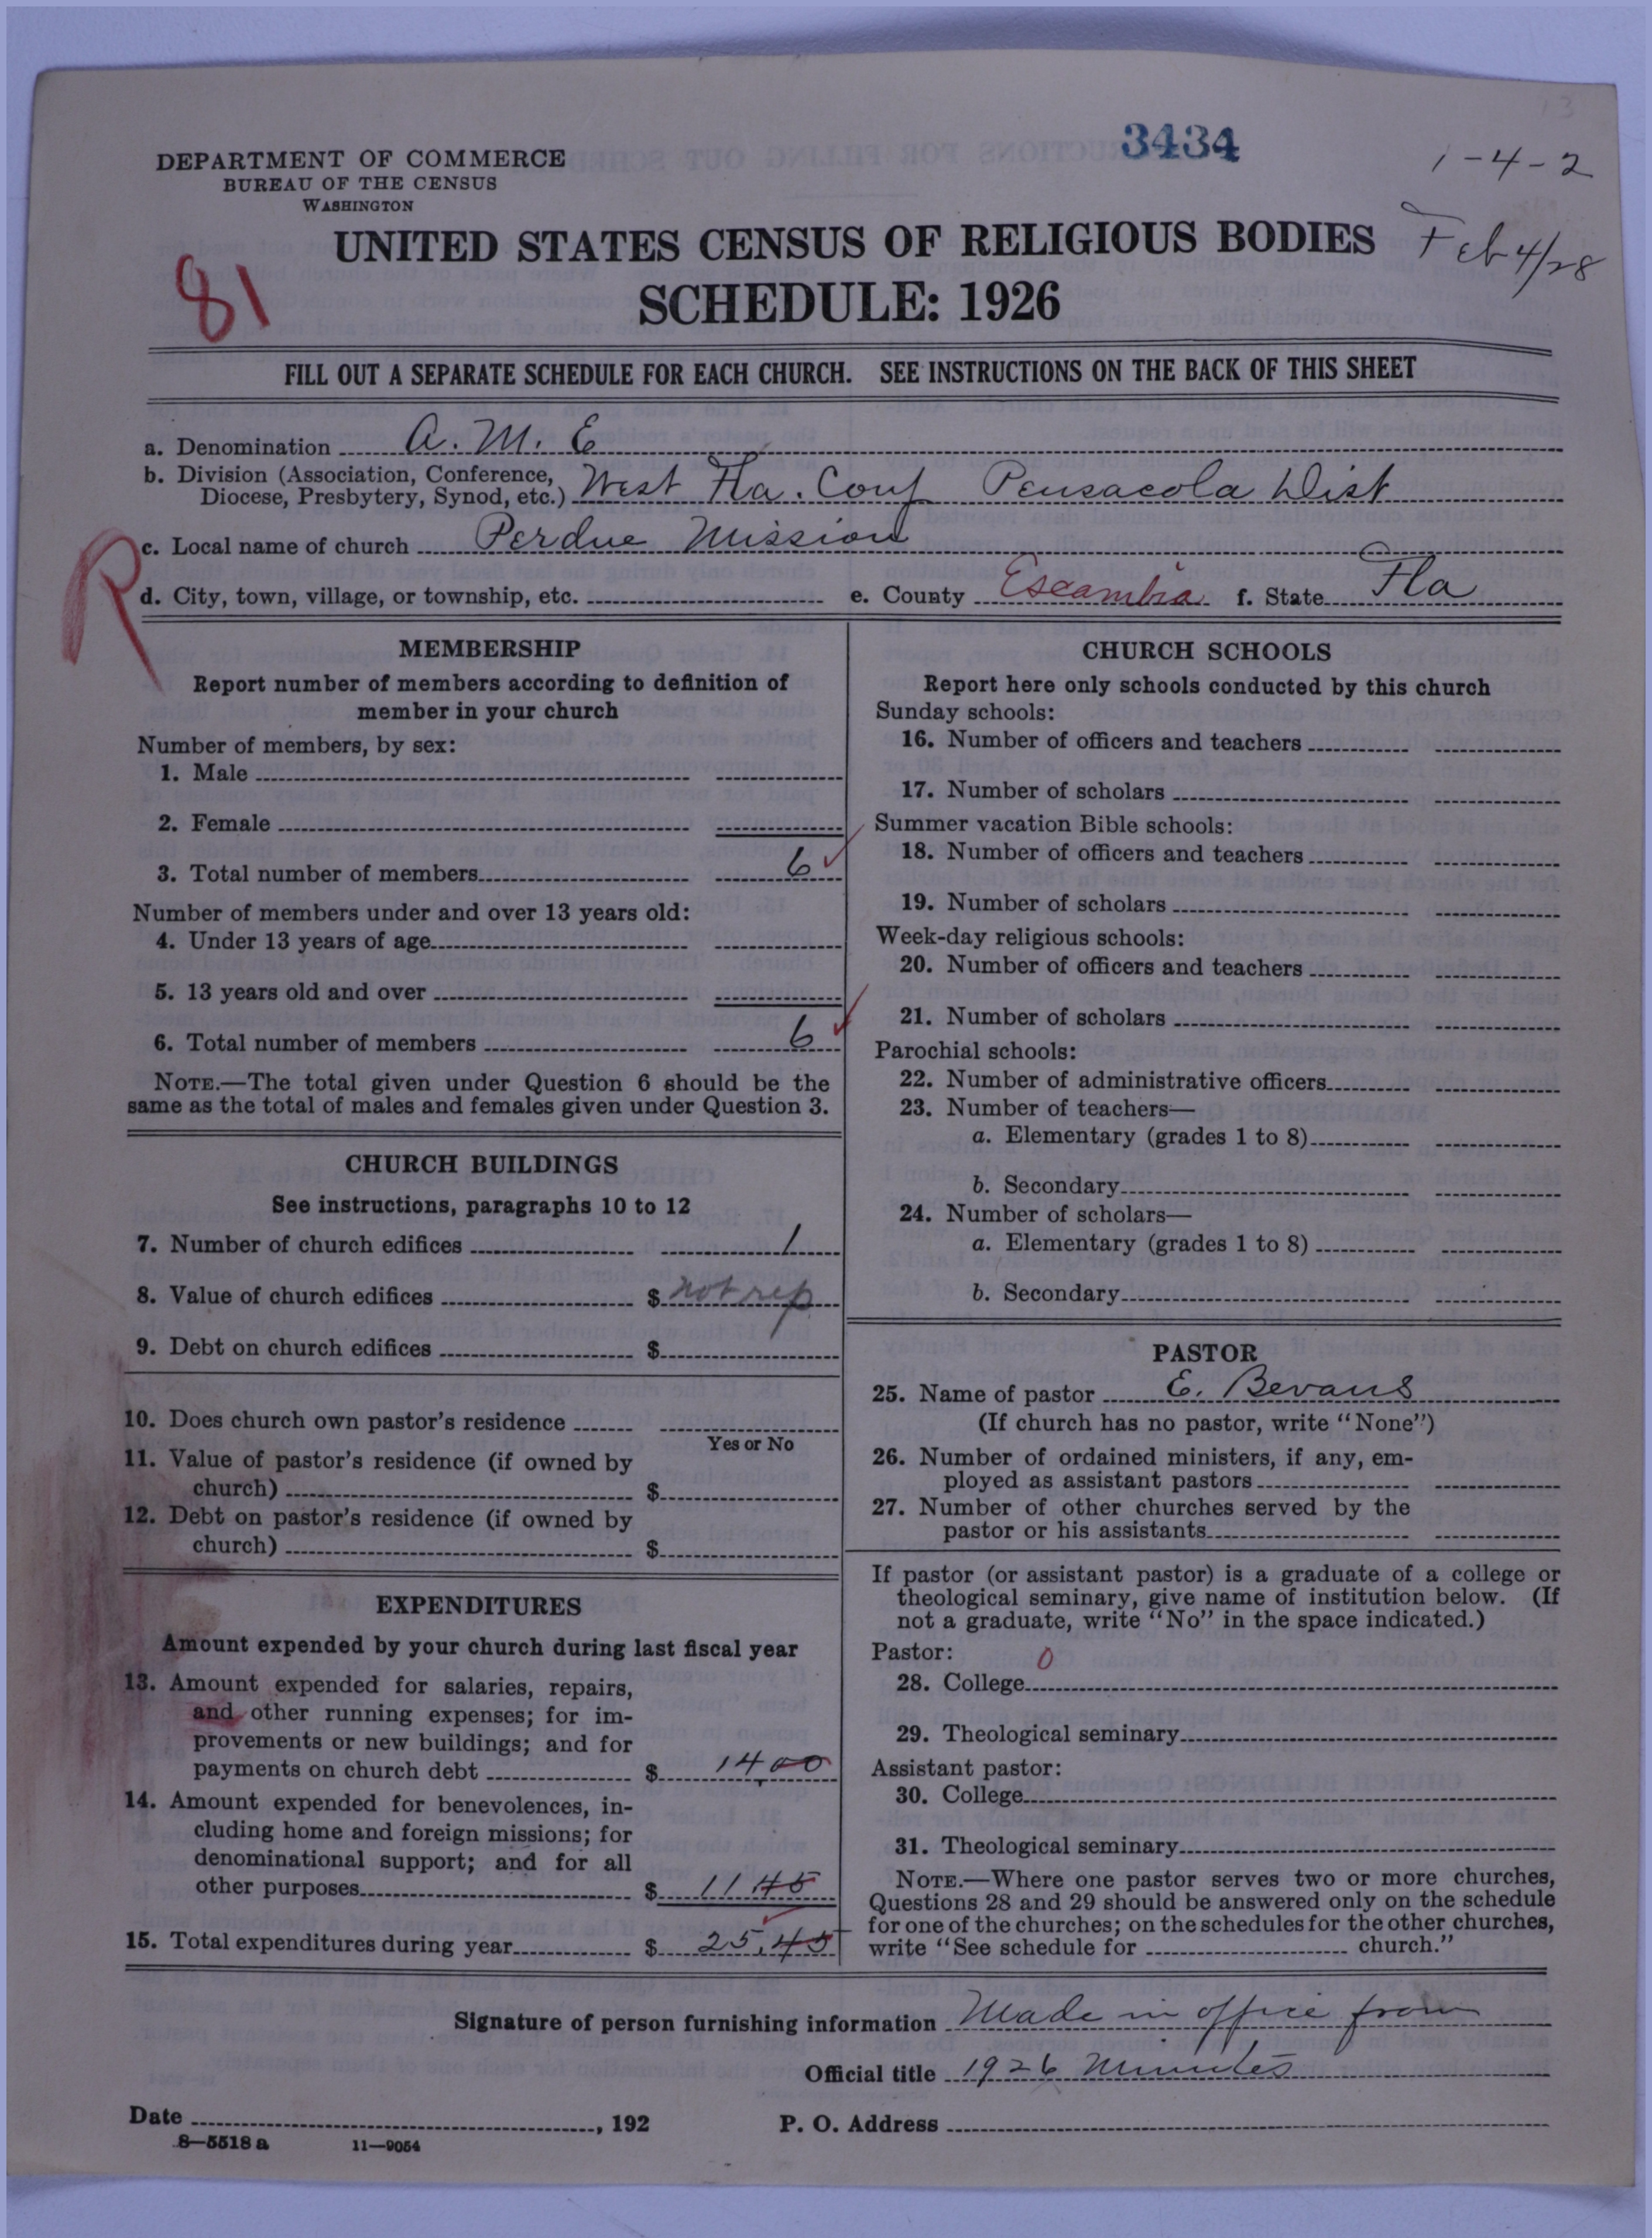 3434
DEPARTMENT OF COMMERCE
BUREAU OF THE CENSUS
WASHINGTON
1-4-2
UNITED STATES CENSUS OF RELIGIOUS BODIES
Feb 4/28
SCHEDULE: 1926
81
FILL OUT A SEPARATE SCHEDULE FOR EACH CHURCH. SEE INSTRUCTIONS ON THE BACK OF THIS SHEET
a. Denomination A. M. E
b. Division (Association, Conference,
Diocese, Presbytery, Synod, etc.) West Fla. Conf Pensacola Dist
c. Local name of church Perdue Mission
R
d. City, town, village, or township, etc. e. County Escambia f. State Fla
MEMBERSHIP
Report number of members according to definition of
member in your church
Number of members, by sex:
1. Male
2. Female
3. Total number of members 6
Number of members under and over 13 years old:
4. Under 13 years of age
5. 13 years old and over
6. Total number of members 6
NOTE.—The total given under Question 6 should be the
same as the total of males and females given under Question 3.
CHURCH BUILDINGS
See instructions, paragraphs 10 to 12
7. Number of church edifices 1
8. Value of church edifices $ not rep
9. Debt on church edifices $
10. Does church own pastor's residence
Yes or No
11. Value of pastor's residence (if owned by
church) $
12. Debt on pastor's residence (if owned by
church) $
EXPENDITURES
Amount expended by your church during last fiscal year
13. Amount expended for salaries, repairs,
and other running expenses; for im-
provements or new buildings; and for
payments on church debt $ 14.00
14. Amount expended for benevolences, in-
cluding home and foreign missions; for
denominational support; and for all
other purposes $ 11.45
15. Total expenditures during year $ 25.45
CHURCH SCHOOLS
Report here only schools conducted by this church
Sunday schools:
16. Number of officers and teachers
17. Number of scholars
Summer vacation Bible schools:
18. Number of officers and teachers
19. Number of scholars
Week-day religious schools:
20. Number of officers and teachers
21. Number of scholars
Parochial schools:
22. Number of administrative officers
23. Number of teachers—
a. Elementary (grades 1 to 8)
b. Secondary
24. Number of scholars—
a. Elementary (grades 1 to 8)
b. Secondary
PASTOR
25. Name of pastor E. Bevans
(If church has no pastor, write "None")
26. Number of ordained ministers, if any, em-
ployed as assistant pastors
27. Number of other churches served by the
pastor or his assistants
If pastor (or assistant pastor) is a graduate of a college or
theological seminary, give name of institution below. (If
not a graduate, write "No" in the space indicated.)
Pastor: 0
28. College
29. Theological seminary
Assistant pastor:
30. College
31. Theological seminary
NOTE.—Where one pastor serves two or more churches,
Questions 28 and 29 should be answered only on the schedule
for one of the churches; on the schedules for the other churches,
write "See schedule for church."
Signature of person furnishing information Made in office from
Official title 1926 Minutes
Date , 192 P. O. Address
8—5518 a 11—9054